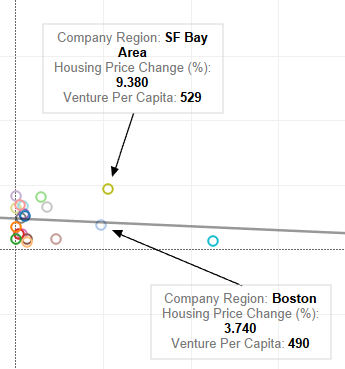 Company Region: SF Bay
Area
Housing Price Change (%):
9.380
Venture Per Capita: 529
Company Region: Boston
Housing Price Change (%):
3.740
Venture Per Capita: 490